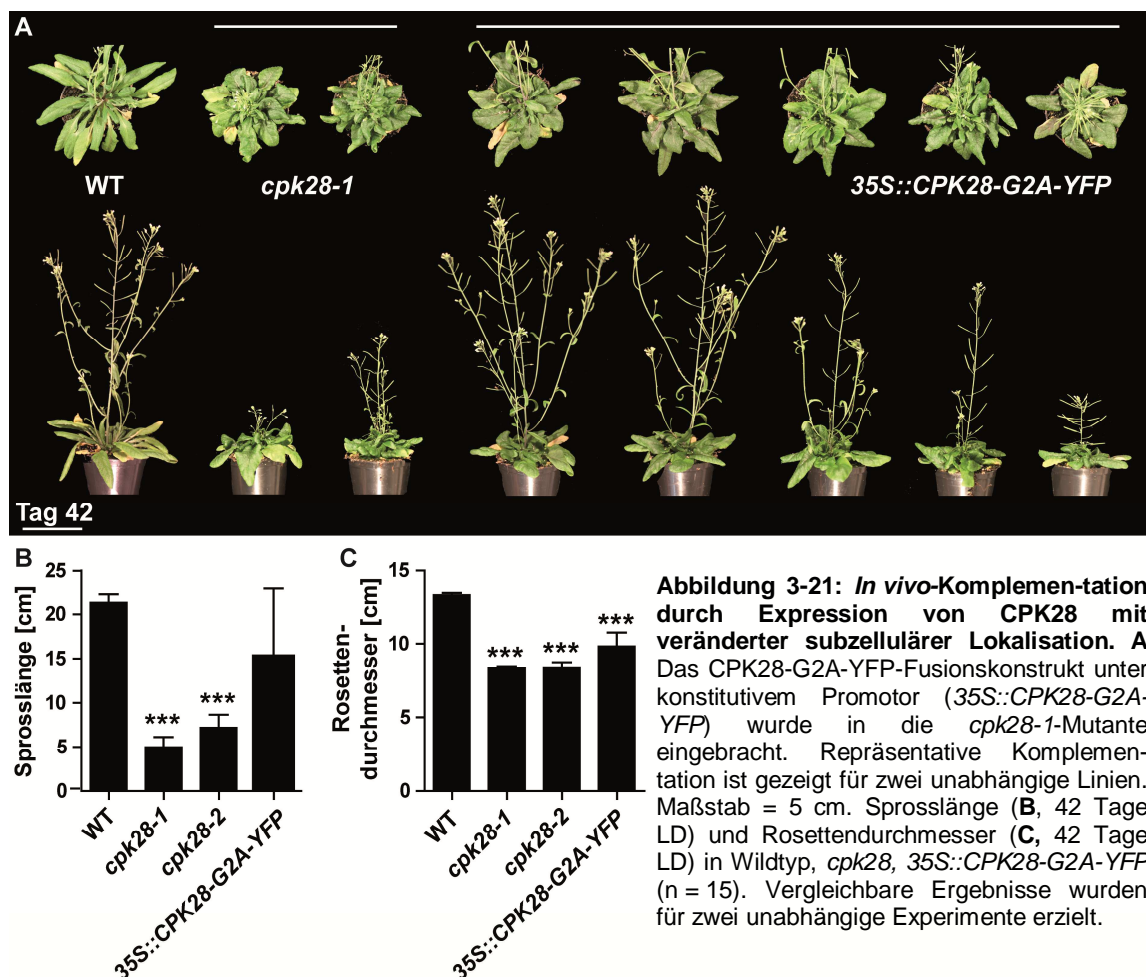 A
WT
cpk28-1
35S::CPK28-G2A-YFP
Tag 42
B
Sprosslänge [cm]
25
20
15
10
5
0
WT
cpk28-1
cpk28-2
35S::CPK28-G2A-YFP
***
***
C
Rosetten-
durchmesser [cm]
15
10
5
0
WT
cpk28-1
cpk28-2
35S::CPK28-G2A-YFP
***
***
***
Abbildung 3-21: In vivo-Komplemen-tation
durch Expression von CPK28 mit
veränderter subzellulärer Lokalisation. A
Das CPK28-G2A-YFP-Fusionskonstrukt unter
konstitutivem Promotor (35S::CPK28-G2A-
YFP) wurde in die cpk28-1-Mutante
eingebracht. Repräsentative Komplemen-
tation ist gezeigt für zwei unabhängige Linien.
Maßstab = 5 cm. Sprosslänge (B, 42 Tage
LD) und Rosettendurchmesser (C, 42 Tage
LD) in Wildtyp, cpk28, 35S::CPK28-G2A-YFP
(n = 15). Vergleichbare Ergebnisse wurden
für zwei unabhängige Experimente erzielt.